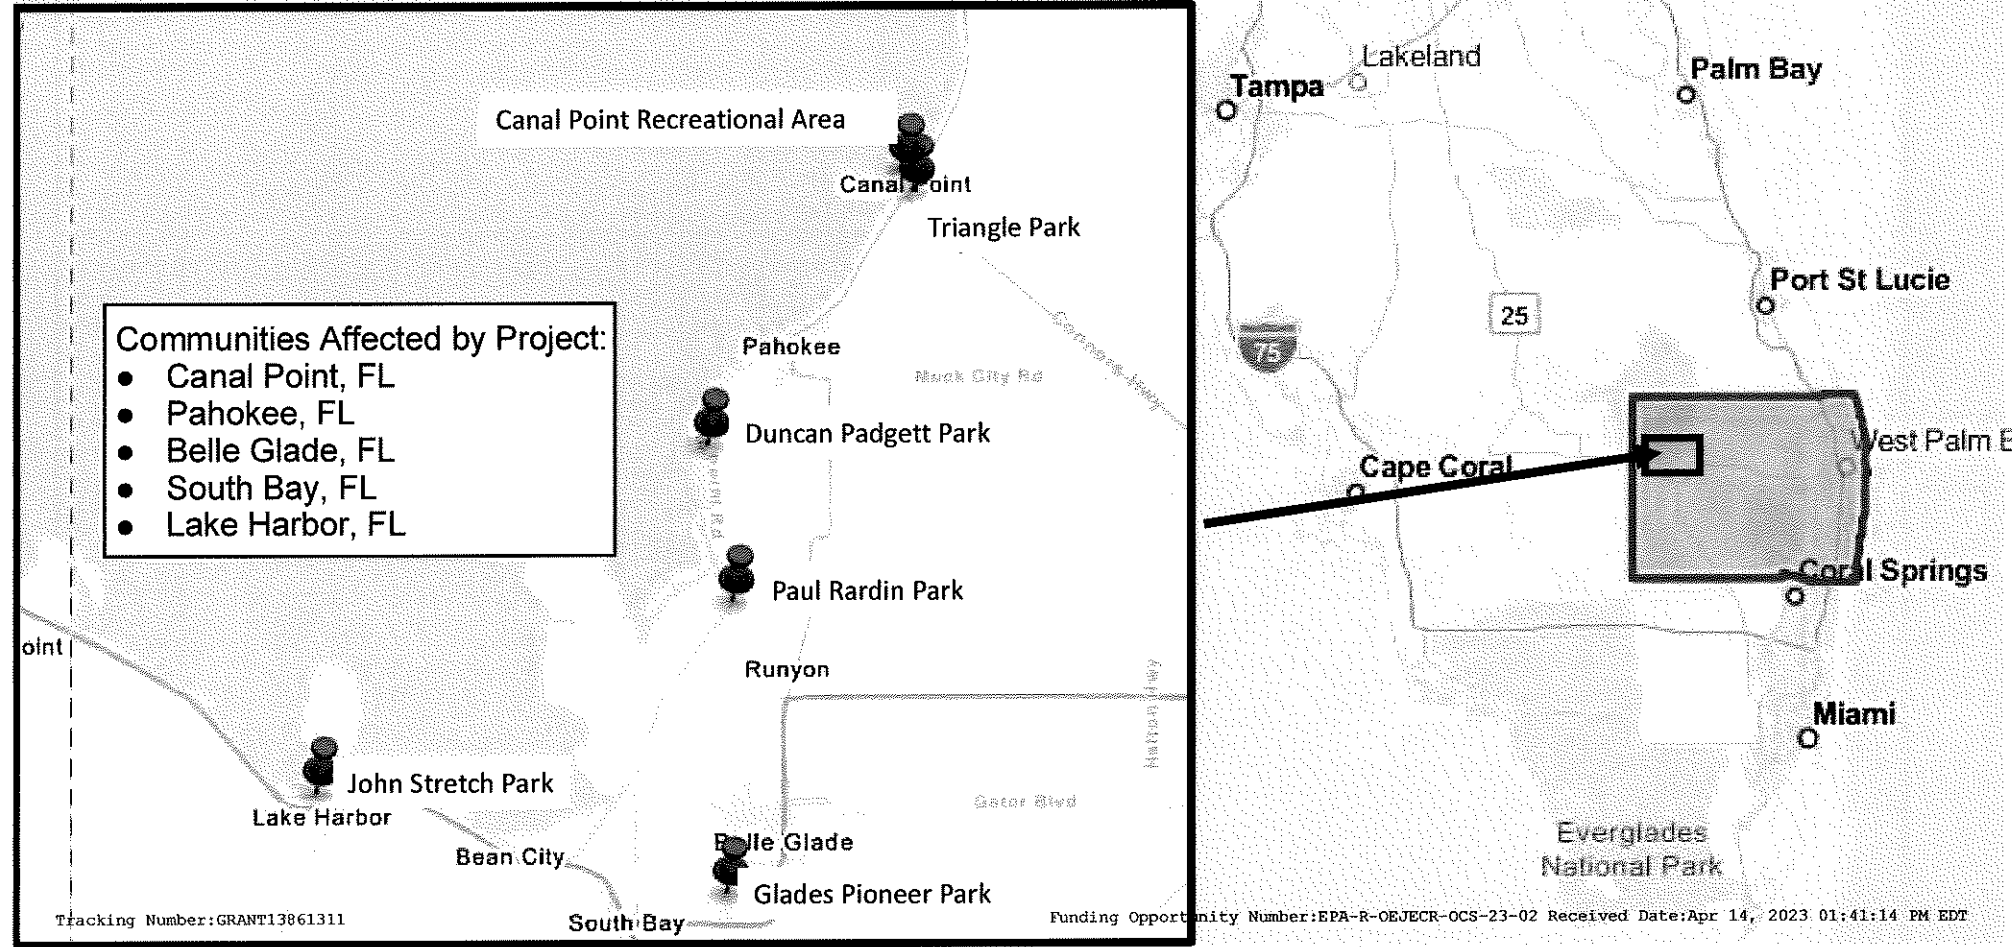 Canal Point Recreational Area
Canal Point
Triangle Park
Communities Affected by Project:
● Canal Point, FL
● Pahokee, FL
● Belle Glade, FL
● South Bay, FL
● Lake Harbor, FL
Pahokee
Muck City Rd
Conners Hwy
Duncan Padgett Park
Paul Rardin Park
oint
Runyon
John Stretch Park
Lake Harbor
Bean City
Gator Blvd
Belle Glade
Glades Pioneer Park
South Bay
Lakeland
Tampa
Palm Bay
Port St Lucie
25
75
West Palm B
Cape Coral
Coral Springs
Miami
Everglades
National Park
Tracking Number:GRANT13861311
Funding Opportunity Number:EPA-R-OEJECR-OCS-23-02 Received Date:Apr 14, 2023 01:41:14 PM EDT